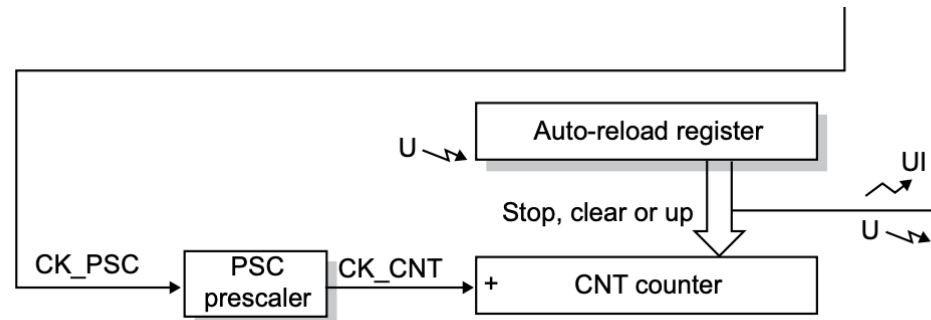 Auto-reload register
U
UI
Stop, clear or up
U
CK_PSC
PSC
prescaler
CK_CNT
+
CNT counter